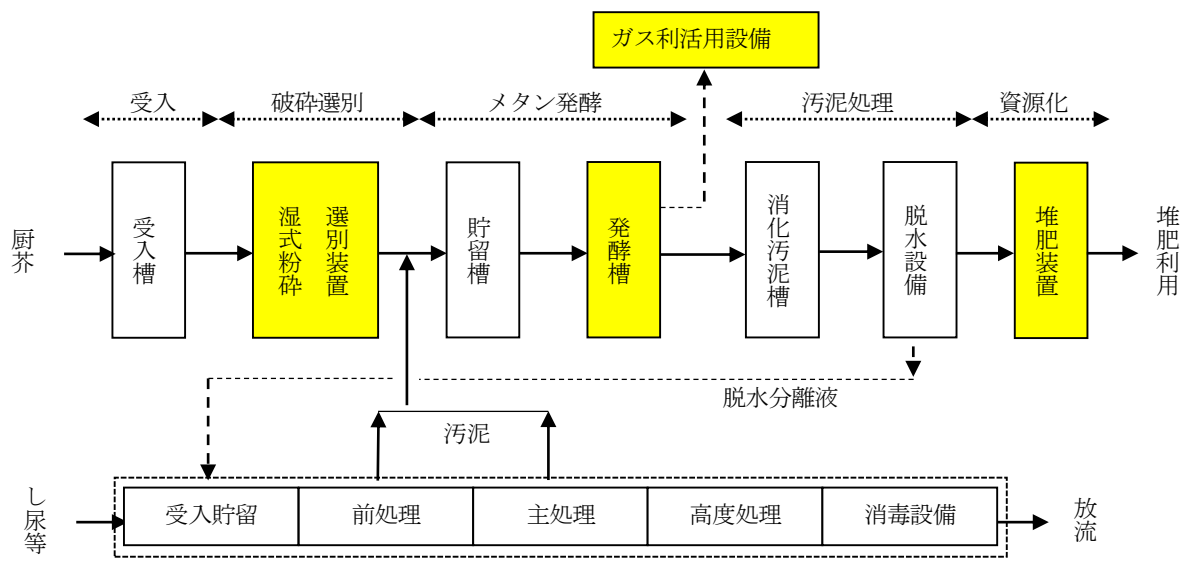 ガス利活用設備
受入
破砕選別
メタン発酵
汚泥処理
資源化
厨芥
受入槽
選別装置
湿式粉砕
貯留槽
発酵槽
消化汚泥槽
脱水設備
堆肥装置
堆肥利用
脱水分離液
汚泥
し尿等
受入貯留
前処理
主処理
高度処理
消毒設備
放流